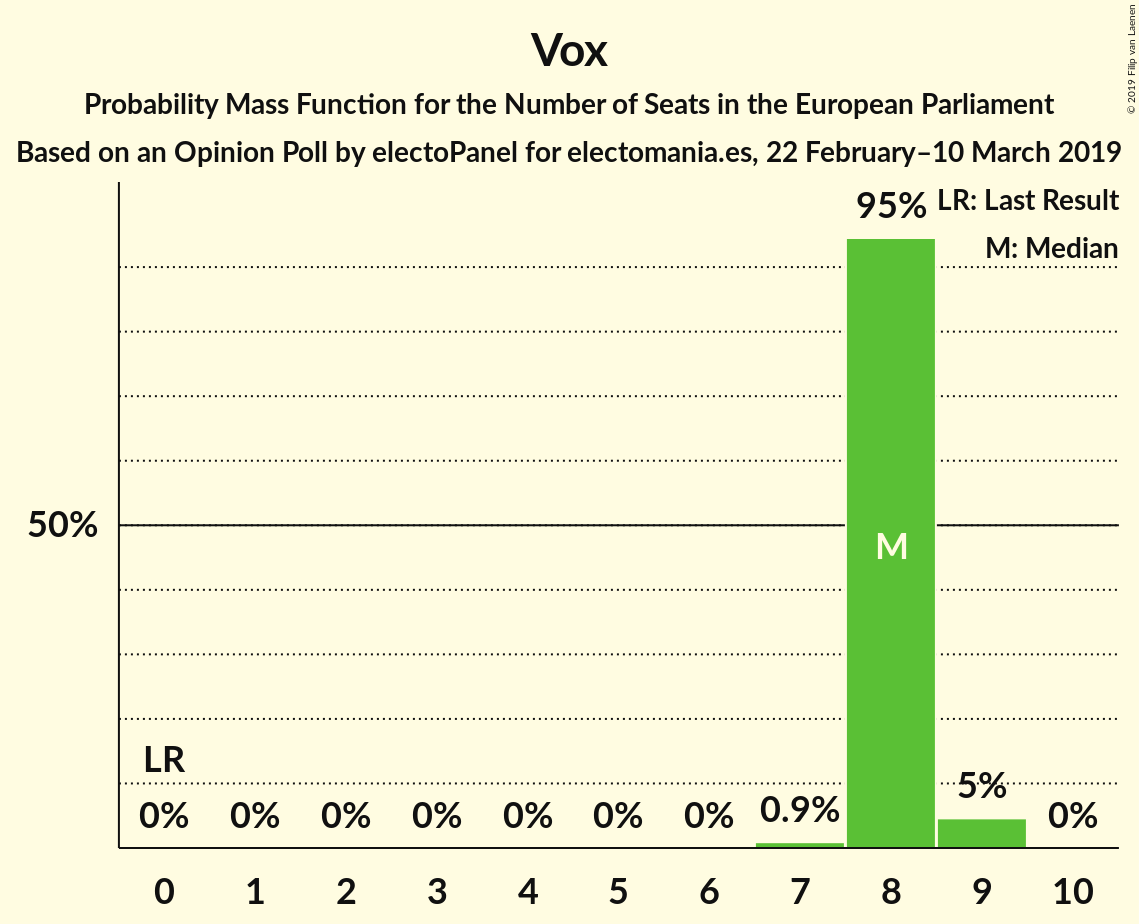 Vox
Probability Mass Function for the Number of Seats in the European Parliament
Based on an Opinion Poll by electoPanel for electomania.es, 22 February–10 March 2019
© 2019 Filip van Laenen
LR: Last Result
M: Median
95%
50%
M
LR
0% 0% 0% 0% 0% 0% 0% 0.9% 5% 0%
0 1 2 3 4 5 6 7 8 9 10